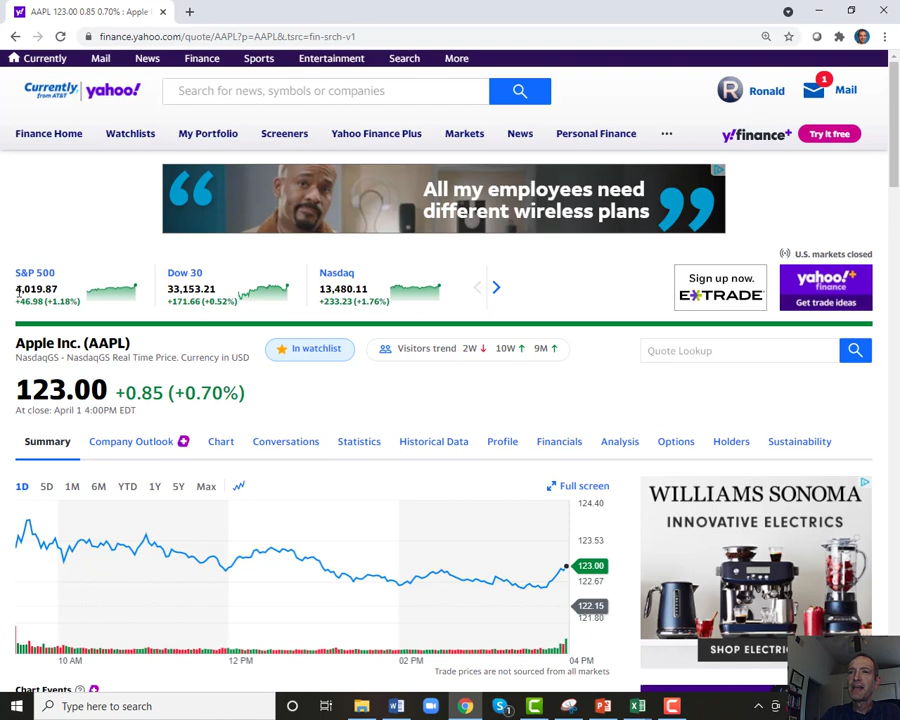 AAPL 123.00 0.85 0.70% : Apple I
finance.yahoo.com/quote/AAPL?p=AAPL&.tsrc=fin-srch-v1
Currently Mail News Finance Sports Entertainment Search More
Currently from AT&T yahoo! Search for news, symbols or companies Ronald 1 Mail
Finance Home Watchlists My Portfolio Screeners Yahoo Finance Plus Markets News Personal Finance ••• y!finance+ Try it free
“ All my employees need
different wireless plans ”
U.S. markets closed
S&P 500 Dow 30 Nasdaq
4,019.87 33,153.21 13,480.11
+46.98 (+1.18%) +171.66 (+0.52%) +233.23 (+1.76%)
Sign up now.
E*TRADE
yahoo!+
finance
Get trade ideas
Apple Inc. (AAPL)
NasdaqGS - NasdaqGS Real Time Price. Currency in USD
In watchlist
Visitors trend 2W ↓ 10W ↑ 9M ↑
Quote Lookup
123.00 +0.85 (+0.70%)
At close: April 1 4:00PM EDT
Summary Company Outlook Chart Conversations Statistics Historical Data Profile Financials Analysis Options Holders Sustainability
1D 5D 1M 6M YTD 1Y 5Y Max Full screen
124.40
123.53
123.00
122.67
122.15
121.80
10 AM 12 PM 02 PM 04 PM
Trade prices are not sourced from all markets
WILLIAMS SONOMA
INNOVATIVE ELECTRICS
SHOP ELECTRI
Chart Events
Type here to search